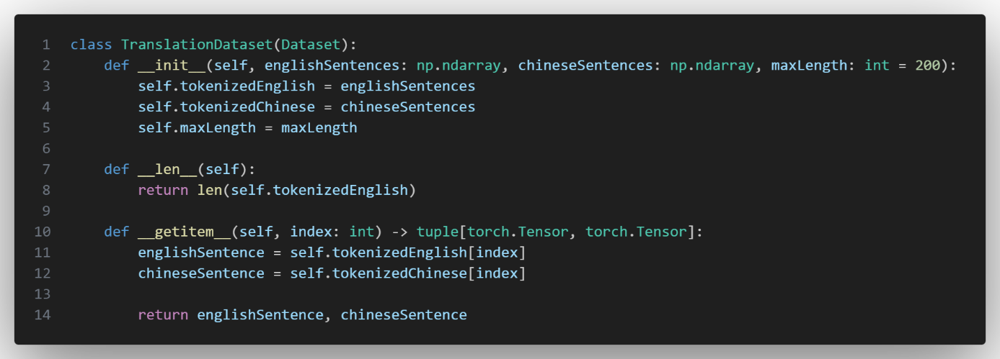 1 class TranslationDataset(Dataset):
2     def __init__(self, englishSentences: np.ndarray, chineseSentences: np.ndarray, maxLength: int = 200):
3         self.tokenizedEnglish = englishSentences
4         self.tokenizedChinese = chineseSentences
5         self.maxLength = maxLength
6
7     def __len__(self):
8         return len(self.tokenizedEnglish)
9
10     def __getitem__(self, index: int) -> tuple[torch.Tensor, torch.Tensor]:
11         englishSentence = self.tokenizedEnglish[index]
12         chineseSentence = self.tokenizedChinese[index]
13
14         return englishSentence, chineseSentence